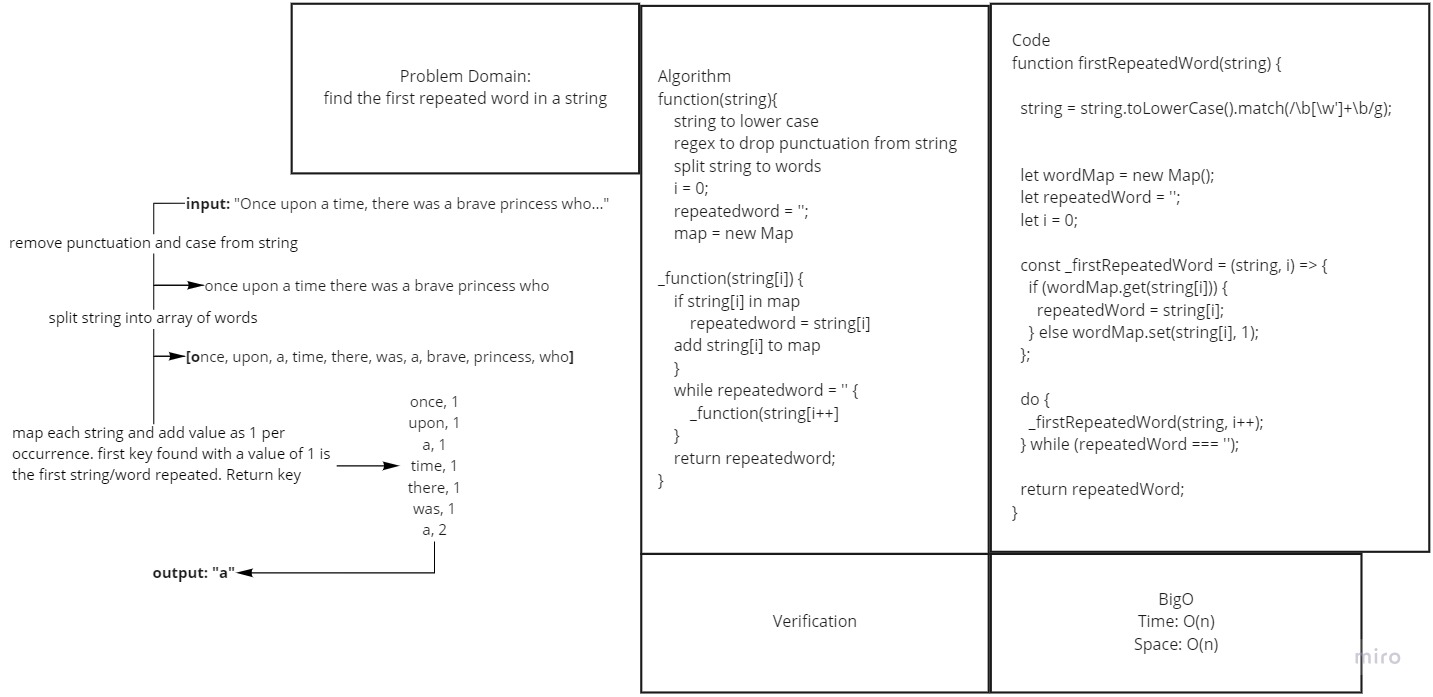 Problem Domain:
find the first repeated word in a string
input: "Once upon a time, there was a brave princess who..."
remove punctuation and case from string
once upon a time there was a brave princess who
split string into array of words
[once, upon, a, time, there, was, a, brave, princess, who]
map each string and add value as 1 per
occurrence. first key found with a value of 1 is
the first string/word repeated. Return key
once, 1
upon, 1
a, 1
time, 1
there, 1
was, 1
a, 2
output: "a"
Algorithm
function(string){
string to lower case
regex to drop punctuation from string
split string to words
i = 0;
repeatedword = '';
map = new Map
_function(string[i]) {
if string[i] in map
repeatedword = string[i]
add string[i] to map
}
while repeatedword = '' {
_function(string[i++]
}
return repeatedword;
}
Code
function firstRepeatedWord(string) {
string = string.toLowerCase().match(/\b[\w']+\b/g);
let wordMap = new Map();
let repeatedWord = '';
let i = 0;
const _firstRepeatedWord = (string, i) => {
if (wordMap.get(string[i])) {
repeatedWord = string[i];
} else wordMap.set(string[i], 1);
};
do {
_firstRepeatedWord(string, i++);
} while (repeatedWord === '');
return repeatedWord;
}
Verification
BigO
Time: O(n)
Space: O(n)
miro